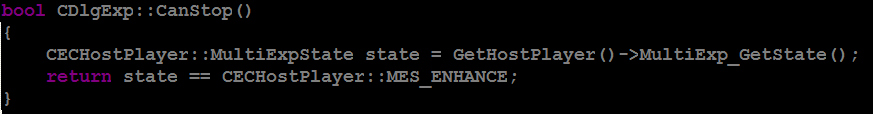 bool CDlgExp::CanStop()
{
    CECHostPlayer::MultiExpState state = GetHostPlayer()->MultiExp_GetState();
    return state == CECHostPlayer::MES_ENHANCE;
}